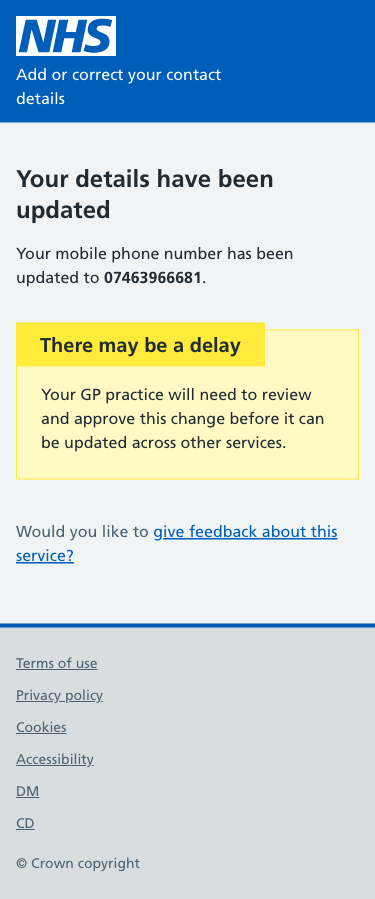 NHS
Add or correct your contact
details
Your details have been
updated
Your mobile phone number has been
updated to 07463966681.
There may be a delay
Your GP practice will need to review
and approve this change before it can
be updated across other services.
Would you like to give feedback about this
service?
Terms of use
Privacy policy
Cookies
Accessibility
DM
CD
© Crown copyright